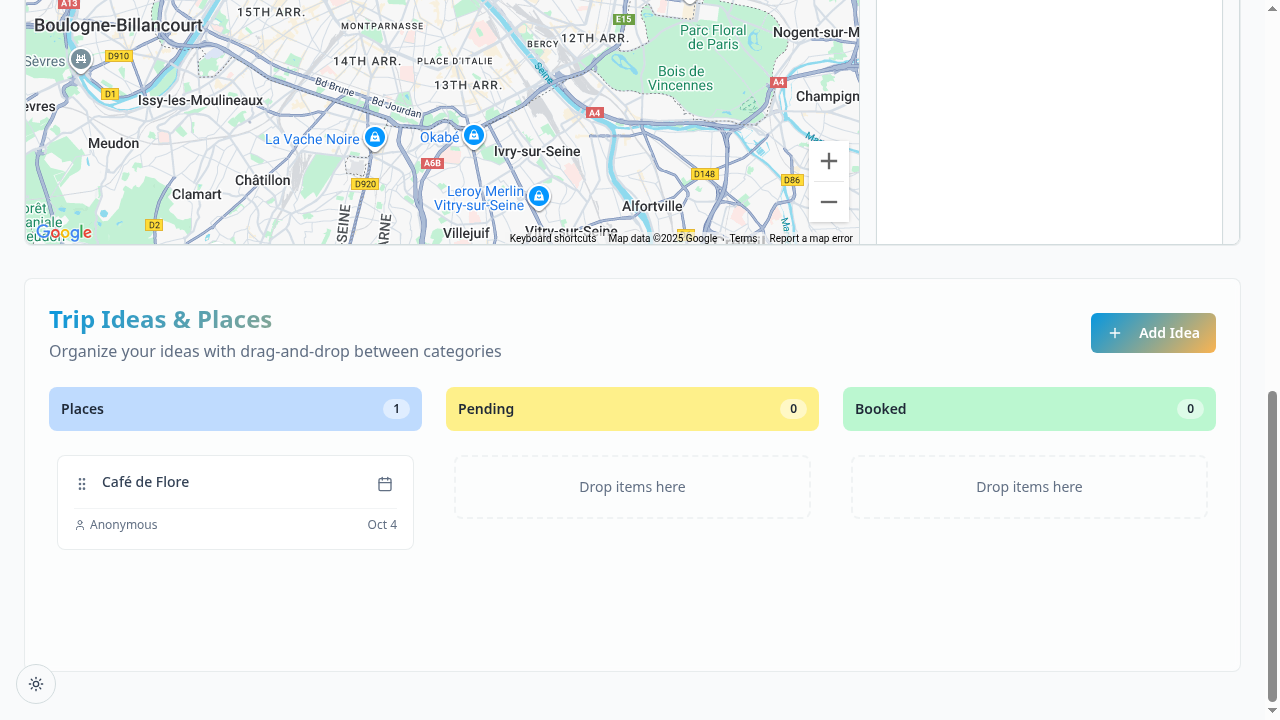 A13
15TH ARR.
Boulogne-Billancourt
MONTPARNASSE
E15
12TH ARR.
BERCY
Parc Floral
de Paris
Nogent-sur-M
Sèvres
D910
14TH ARR.
PLACE D'ITALIE
Seine
Bois de
Vincennes
13TH ARR.
A4
Bd Brune
Bd Jourdan
D1
Issy-les-Moulineaux
Champign
evres
A4
La Vache Noire
Okabé
Meudon
Ivry-sur-Seine
A6B
Châtillon
D920
D148
D86
Clamart
Leroy Merlin
Vitry-sur-Seine
Alfortville
D2
SEINE
ARNE
Villejuif
Vitry-sur-Seine
Google
Keyboard shortcuts
Map data ©2025 Google
Terms
Report a map error
Trip Ideas & Places
Organize your ideas with drag-and-drop between categories
Add Idea
Places 1
Pending 0
Booked 0
Café de Flore
Anonymous
Oct 4
Drop items here
Drop items here